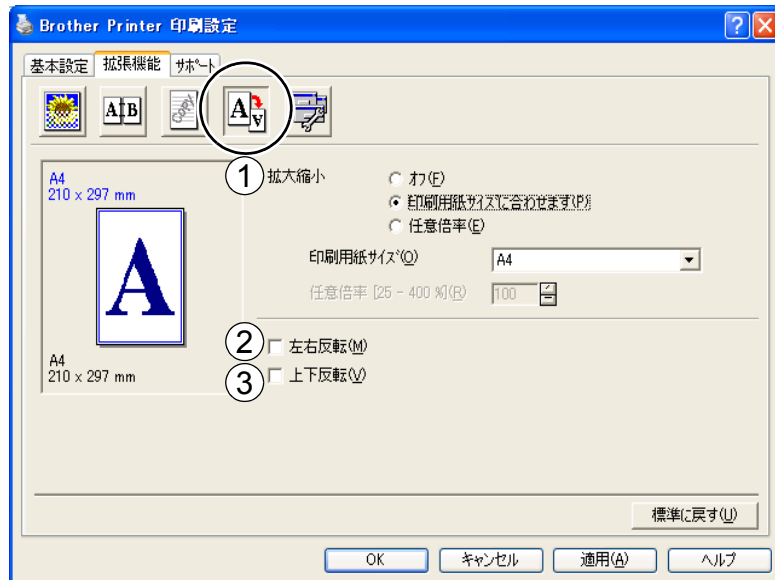 Brother Printer 印刷設定
基本設定 拡張機能 ｻﾎﾟｰﾄ
A B Copy A A
A4
210 x 297 mm
A
A4
210 x 297 mm
① 拡大縮小
オフ(F)
印刷用紙サイズに合わせます(P)
任意倍率(E)
印刷用紙ｻｲｽﾞ(O) A4
任意倍率 [25 - 400 %](R) 100
② 左右反転(M)
③ 上下反転(V)
標準に戻す(U)
OK キャンセル 適用(A) ヘルプ